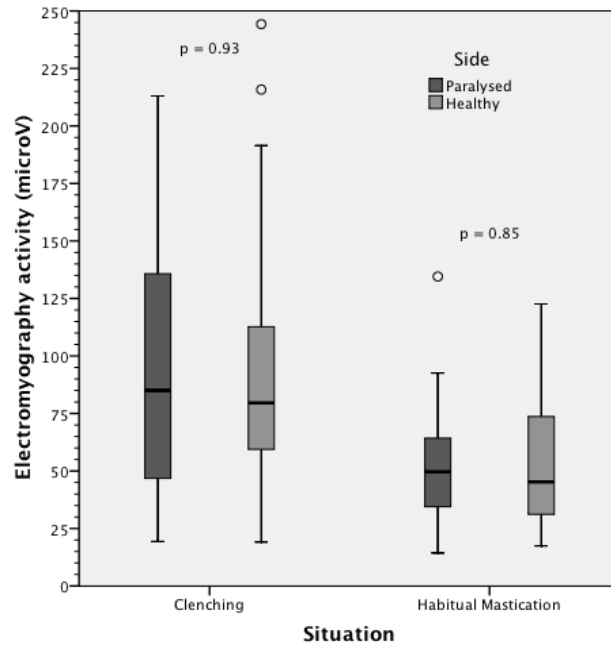 Electromyography activity (microV)
250
225
200
175
150
125
100
75
50
25
0
p = 0.93
Side
Paralysed
Healthy
p = 0.85
Clenching
Habitual Mastication
Situation